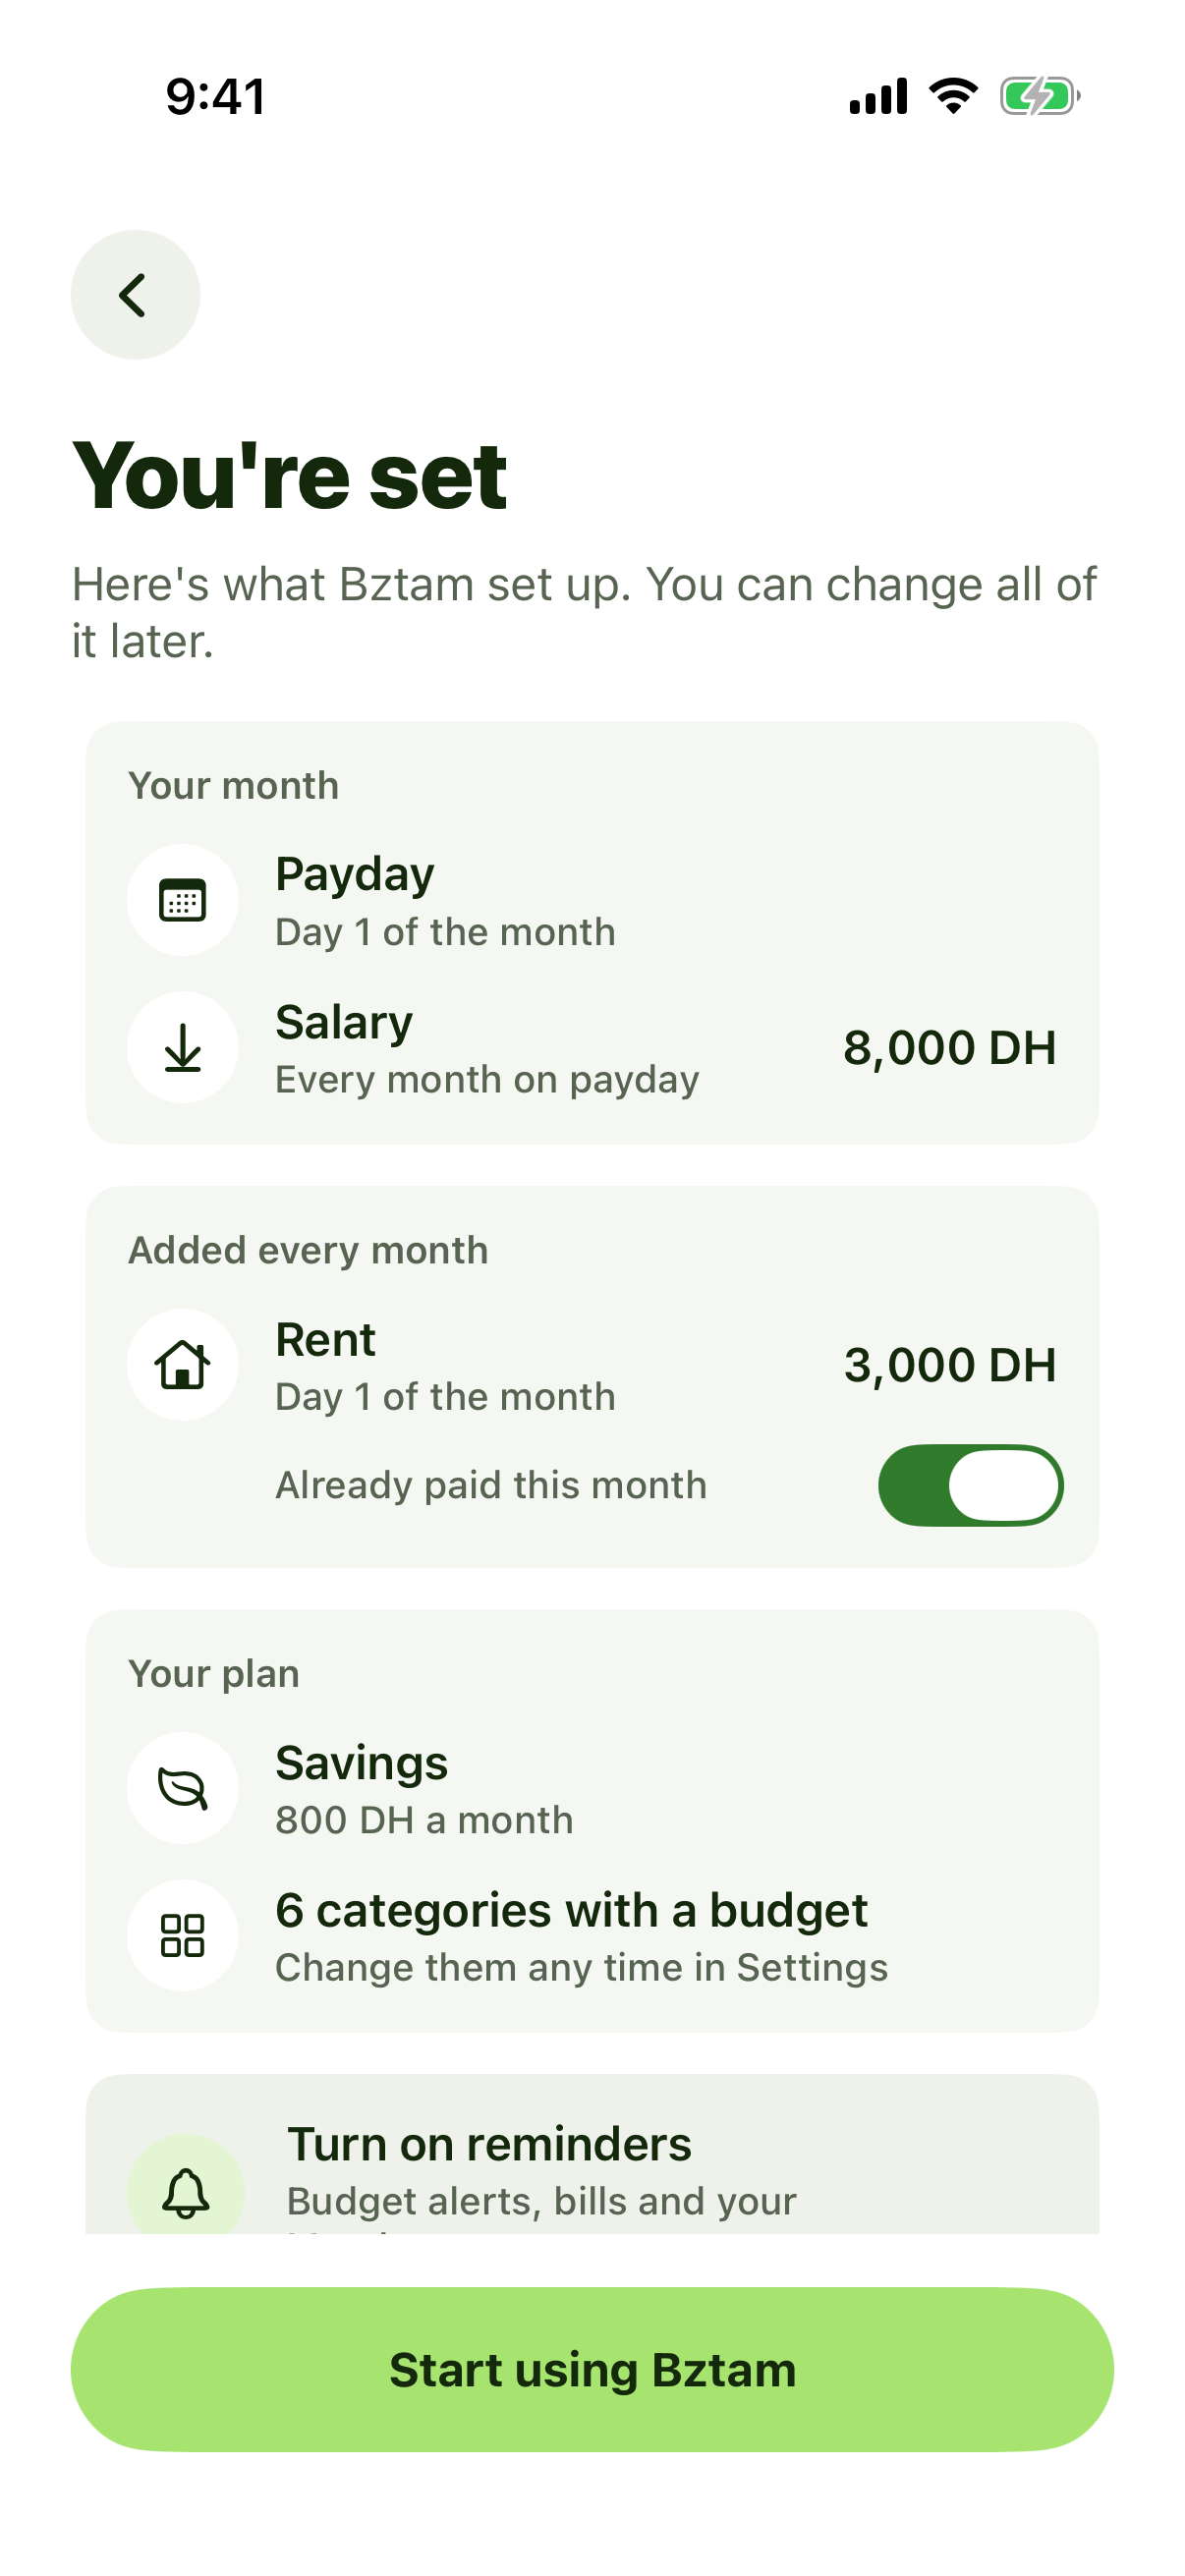 9:41
You're set
Here's what Bztam set up. You can change all of
it later.
Your month
Payday
Day 1 of the month
Salary
Every month on payday
8,000 DH
Added every month
Rent
Day 1 of the month
3,000 DH
Already paid this month
Your plan
Savings
800 DH a month
6 categories with a budget
Change them any time in Settings
Turn on reminders
Budget alerts, bills and your
Start using Bztam